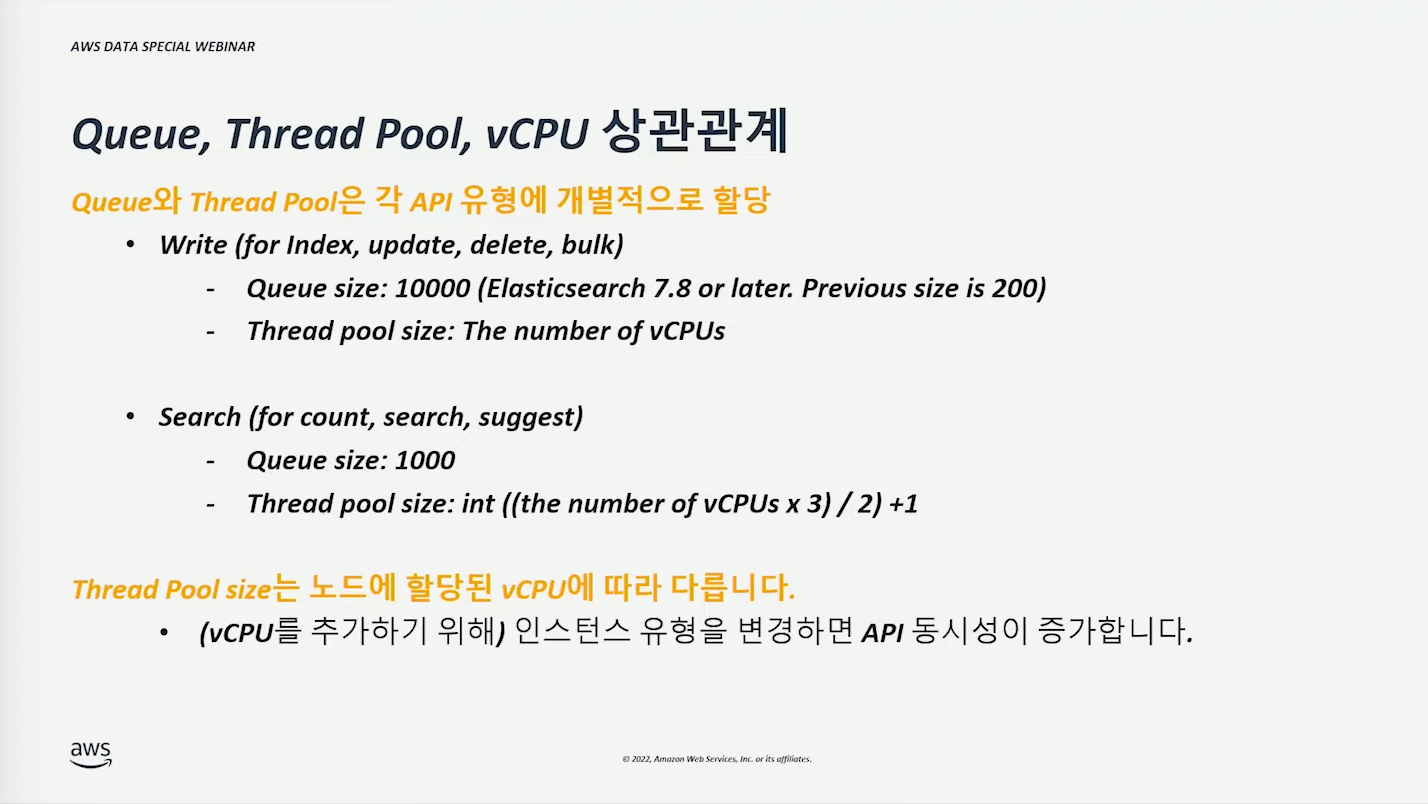 AWS DATA SPECIAL WEBINAR
Queue, Thread Pool, vCPU 상관관계
Queue와 Thread Pool은 각 API 유형에 개별적으로 할당
• Write (for Index, update, delete, bulk)
- Queue size: 10000 (Elasticsearch 7.8 or later. Previous size is 200)
- Thread pool size: The number of vCPUs
• Search (for count, search, suggest)
- Queue size: 1000
- Thread pool size: int ((the number of vCPUs x 3) / 2) +1
Thread Pool size는 노드에 할당된 vCPU에 따라 다릅니다.
• (vCPU를 추가하기 위해) 인스턴스 유형을 변경하면 API 동시성이 증가합니다.
aws
© 2022, Amazon Web Services, Inc. or its affiliates.